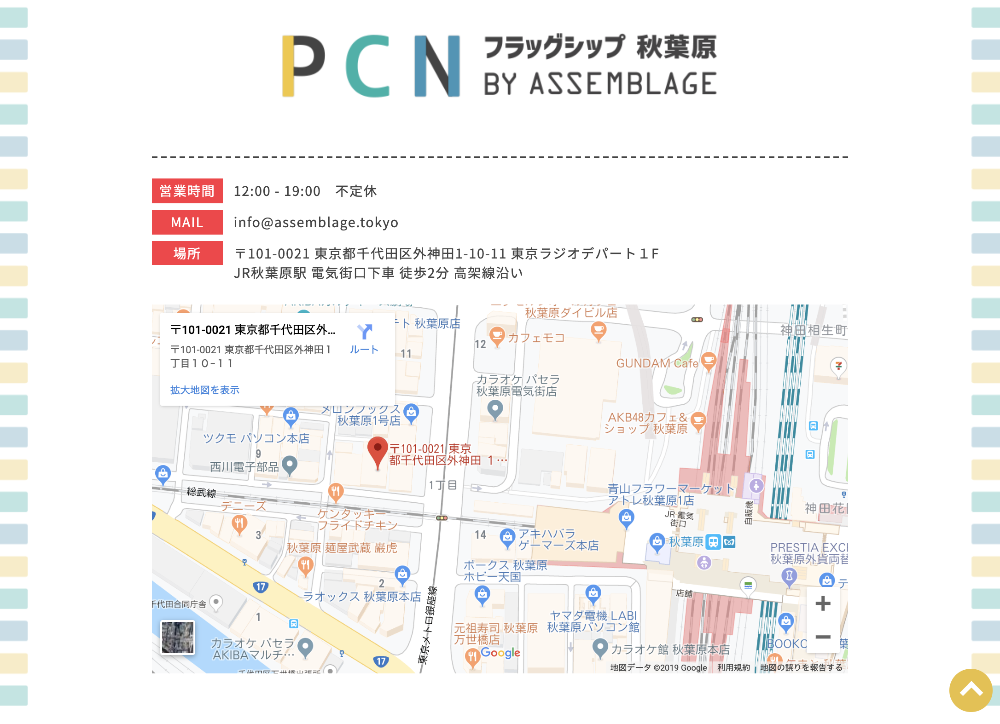 PCN フラッグシップ 秋葉原
BY ASSEMBLAGE
営業時間 12:00 - 19:00　不定休
MAIL info@assemblage.tokyo
場所 〒101-0021 東京都千代田区外神田1-10-11 東京ラジオデパート１F
JR秋葉原駅 電気街口下車 徒歩2分 高架線沿い
〒101-0021 東京都千代田区外...
〒101-0021 東京都千代田区外神田１
丁目１０−１１
ルート
拡大地図を表示
秋葉原店
11
12
カフェモコ
秋葉原ダイビル店
神田相生町
GUNDAM Cafe
カラオケ パセラ
秋葉原電気街店
メロンブックス
秋葉原1号店
AKB48カフェ&
ショップ 秋葉原
ツクモ パソコン本店
9
西川電子部品
〒101-0021 東京
都千代田区外神田 １…
1丁目
総武線
デニーズ
ケンタッキー
フライドチキン
青山フラワーマーケット
アトレ秋葉原1店
JR 電気
街口
自販機
神田花
3
14
アキハバラ
ゲーマーズ本店
秋葉原
秋葉原 麺屋武蔵 巌虎
PRESTIA EXCH
秋葉原外貨両替
ボークス 秋葉原
ホビー天国
2
17
ラオックス 秋葉原本店
店舗
千代田合同庁舎
1
東京メトロ銀座線
ヤマダ電機 LABI
秋葉原パソコン館
元祖寿司 秋葉原
万世橋店
カラオケ パセラ
AKIBAマルチ…
17
Google
カラオケ館 秋葉原本店
BOOKO
地図データ ©2019 Google
利用規約
地図の誤りを報告する